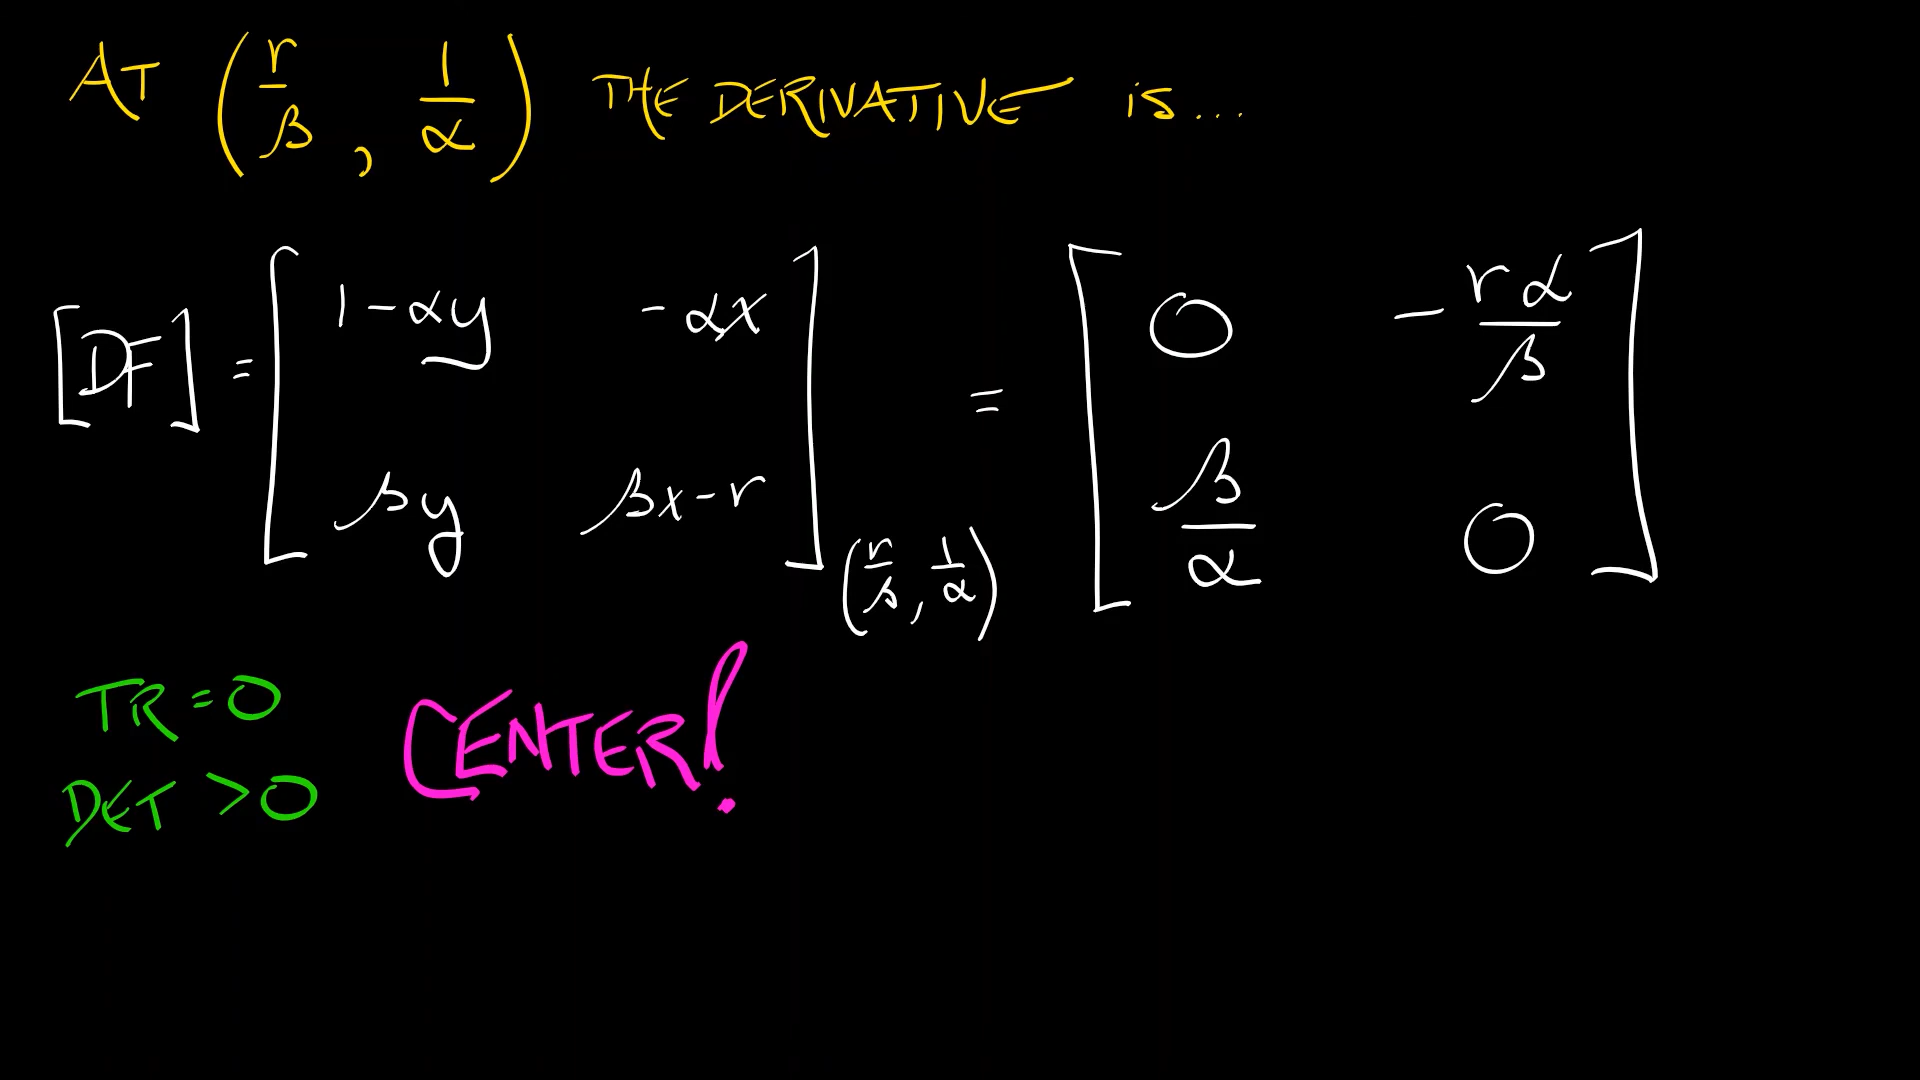 AT (r/β, 1/α) THE DERIVATIVE IS...
[DF] = [1-αy -αx; βy βx-r] (r/β, 1/α) = [0 -rα/β; β/α 0]
TR=0
DET >0
CENTER!